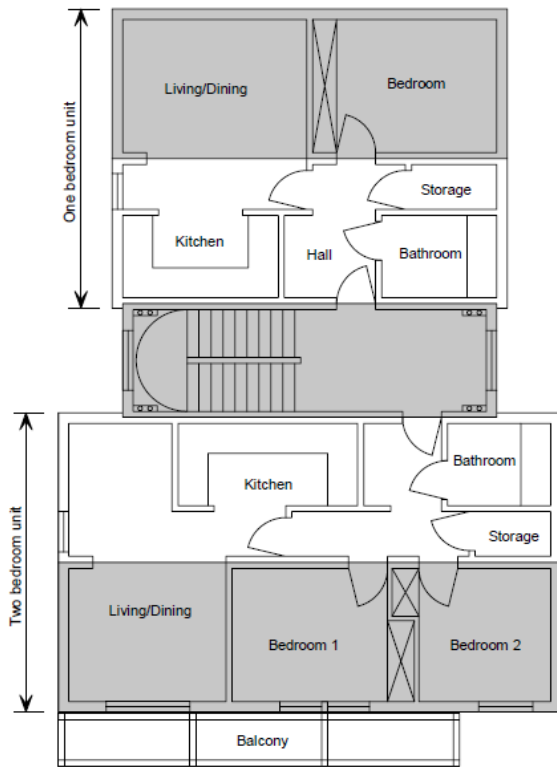 One bedroom unit
Living/Dining
Bedroom
Storage
Kitchen
Hall
Bathroom
Two bedroom unit
Kitchen
Bathroom
Storage
Living/Dining
Bedroom 1
Bedroom 2
Balcony